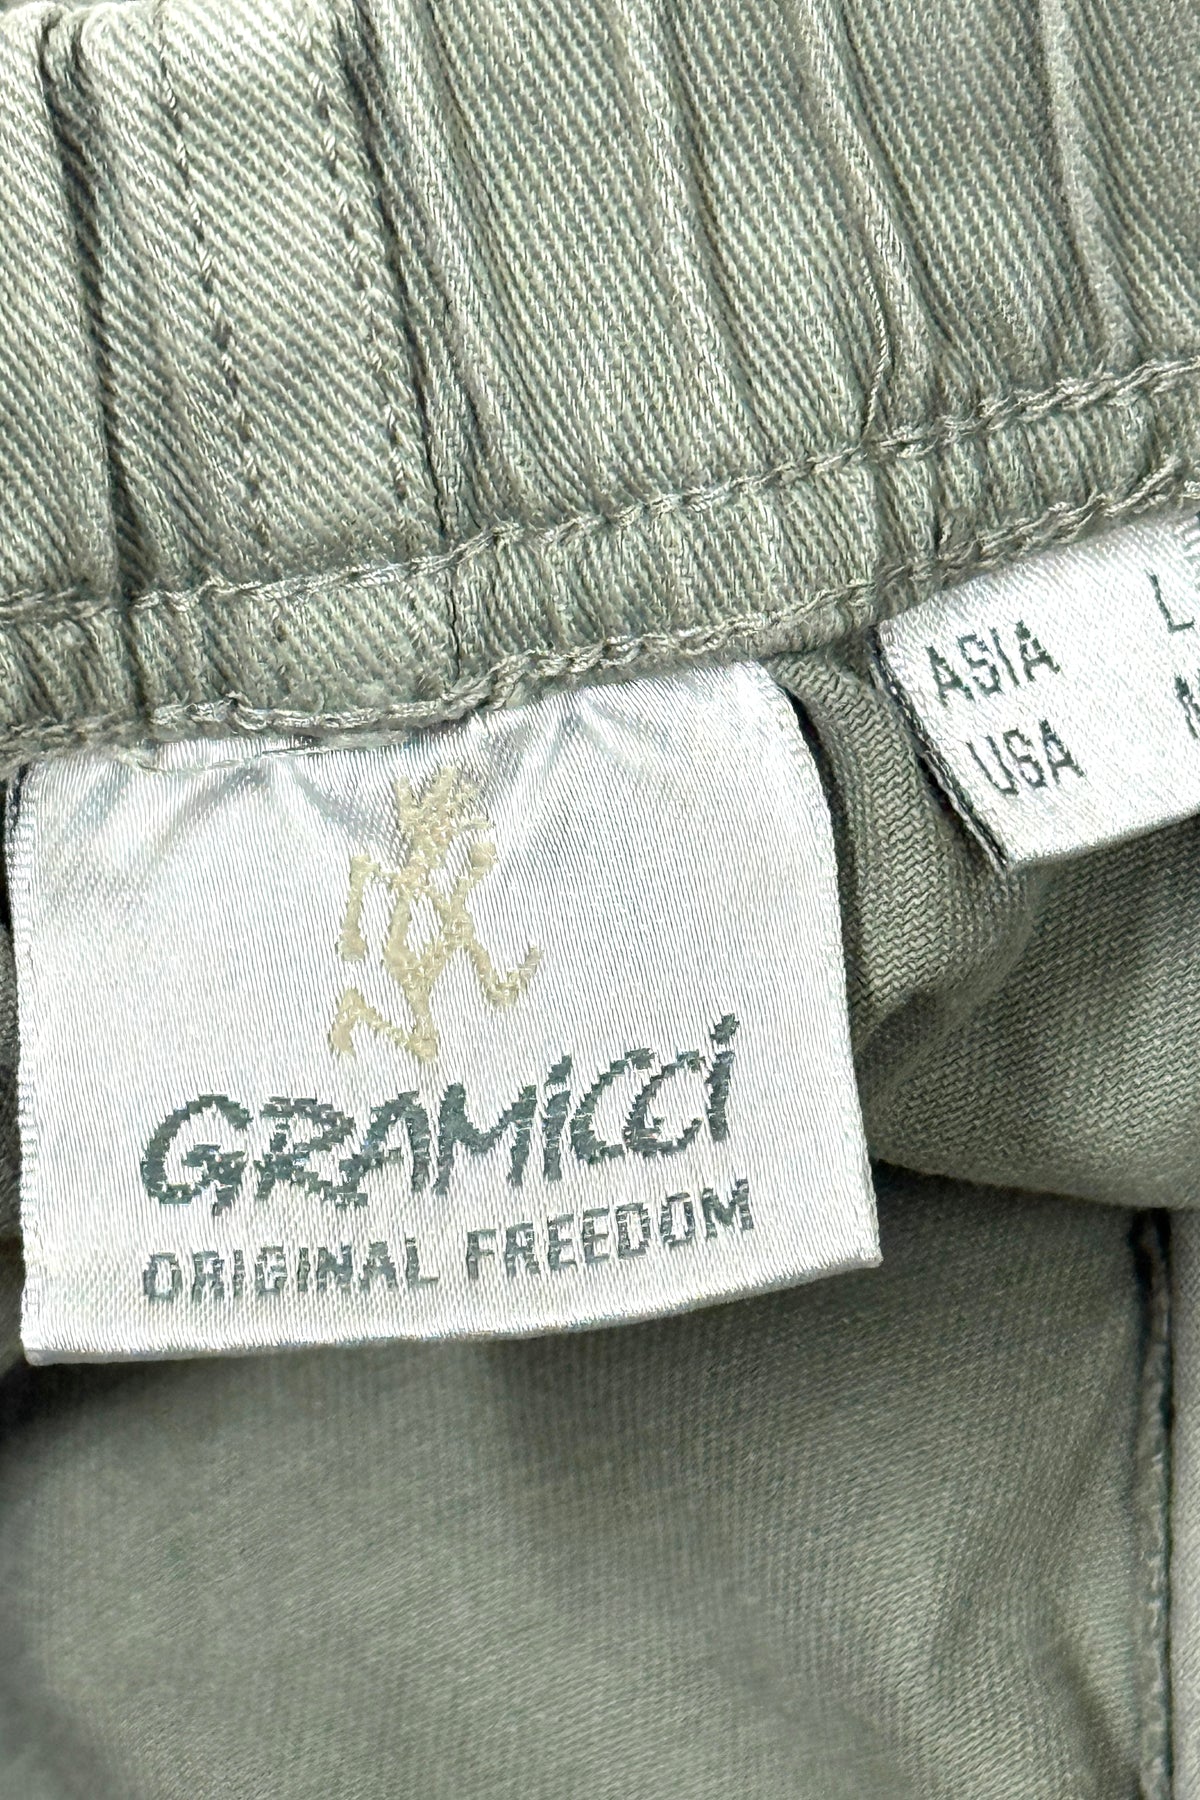 GRAMiCCi
ORIGINAL FREEDOM
ASIA L
USA